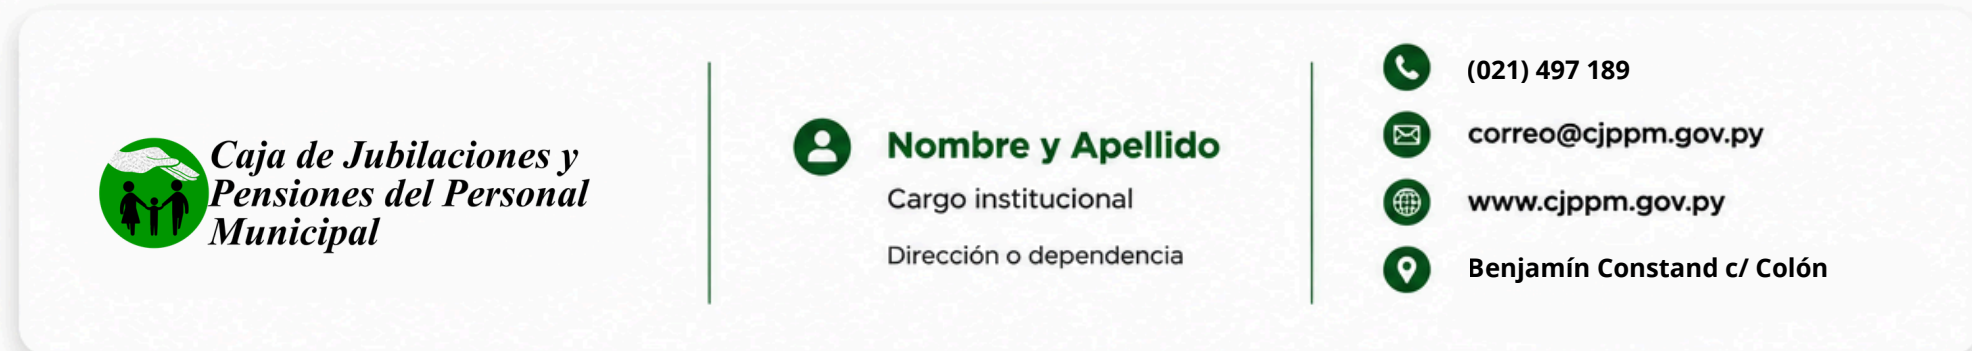 Caja de Jubilaciones y
Pensiones del Personal
Municipal
Nombre y Apellido
Cargo institucional
Dirección o dependencia
(021) 497 189
correo@cjppm.gov.py
www.cjppm.gov.py
Benjamín Constand c/ Colón